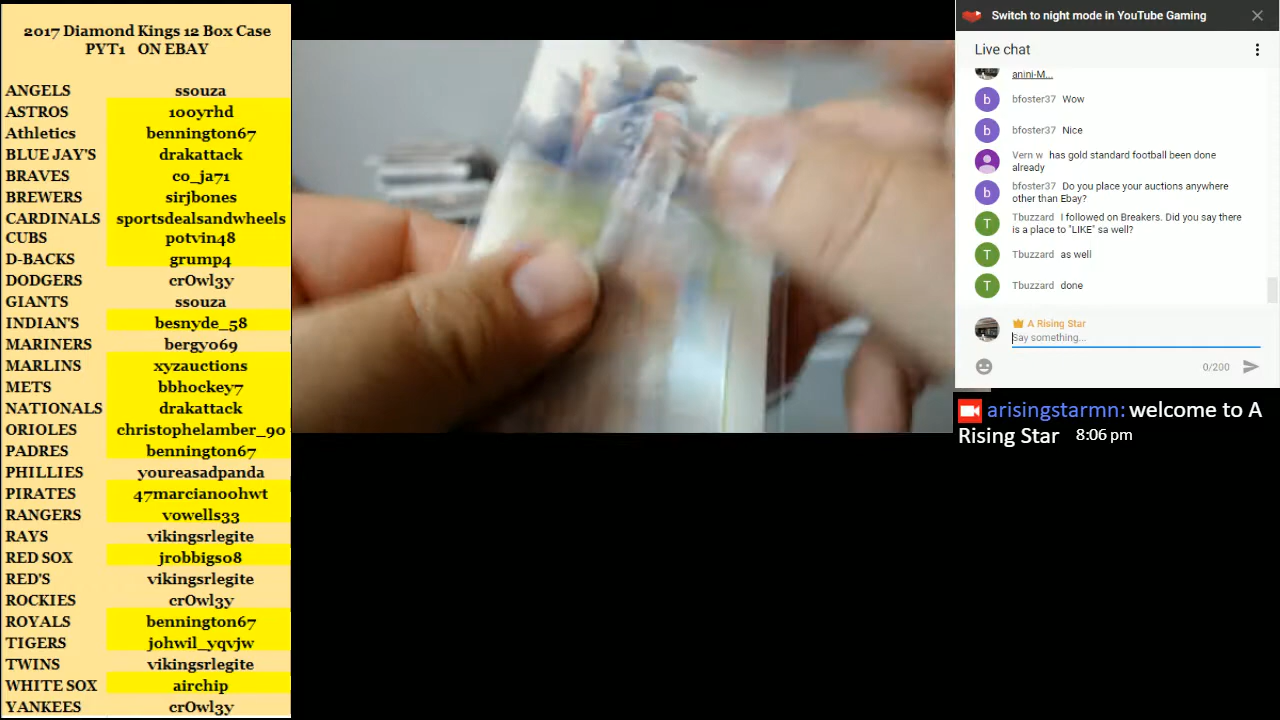 2017 Diamond Kings 12 Box Case
PYT1 ON EBAY
ANGELS ssouza
ASTROS 100yrhd
Athletics bennington67
BLUE JAY'S drakattack
BRAVES co_ja71
BREWERS sirjbones
CARDINALS sportsdealsandwheels
CUBS potvin48
D-BACKS grump4
DODGERS crOwl3y
GIANTS ssouza
INDIAN'S besnyde_58
MARINERS bergyo69
MARLINS xyzauctions
METS bbhockey7
NATIONALS drakattack
ORIOLES christophelamber_90
PADRES bennington67
PHILLIES youreasadpanda
PIRATES 47marcianoohwt
RANGERS vowells33
RAYS vikingsrlegite
RED SOX jrobbigs08
RED'S vikingsrlegite
ROCKIES crOwl3y
ROYALS bennington67
TIGERS johwil_yqvjw
TWINS vikingsrlegite
WHITE SOX airchip
YANKEES crOwl3y
Switch to night mode in YouTube Gaming
Live chat
anini-M...
b bfoster37 Wow
b bfoster37 Nice
Vern w has gold standard football been done
already
b bfoster37 Do you place your auctions anywhere
other than Ebay?
T Tbuzzard I followed on Breakers. Did you say there
is a place to "LIKE" sa well?
T Tbuzzard as well
T Tbuzzard done
A Rising Star
Say something...
0/200
arisingstarmn: welcome to A
Rising Star 8:06 pm